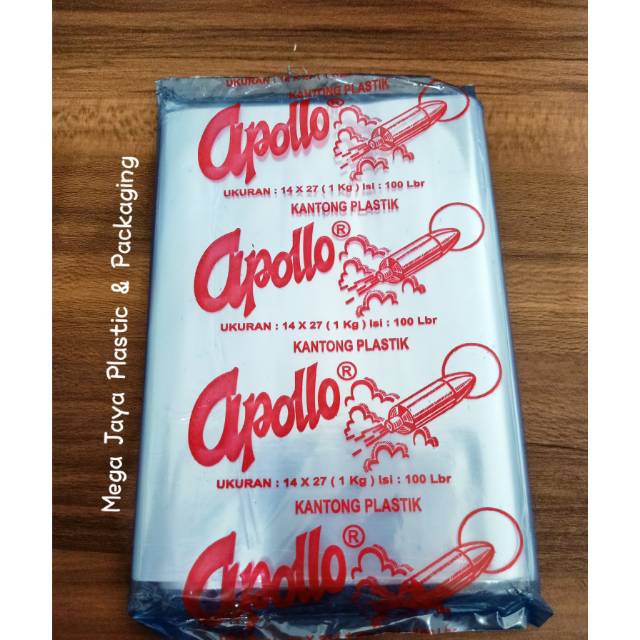 UKURAN : 14 X 27
KANTONG PLASTIK
Apollo ®
UKURAN : 14 X 27 ( 1 Kg ) Isi : 100 Lbr
KANTONG PLASTIK
Apollo ®
UKURAN : 14 X 27 ( 1 Kg ) Isi : 100 Lbr
KANTONG PLASTIK
Apollo ®
UKURAN : 14 X 27 ( 1 Kg ) Isi : 100 Lbr
KANTONG PLASTIK
Apollo ®
Mega Jaya Plastic & Packaging